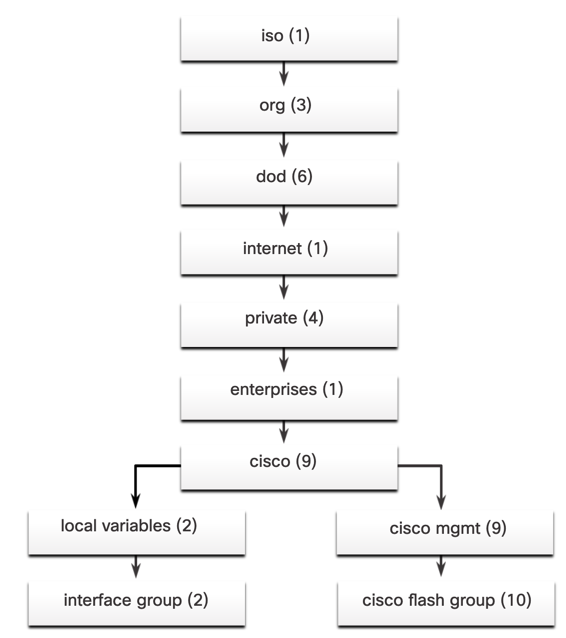 iso (1)
org (3)
dod (6)
internet (1)
private (4)
enterprises (1)
cisco (9)
local variables (2)
cisco mgmt (9)
interface group (2)
cisco flash group (10)